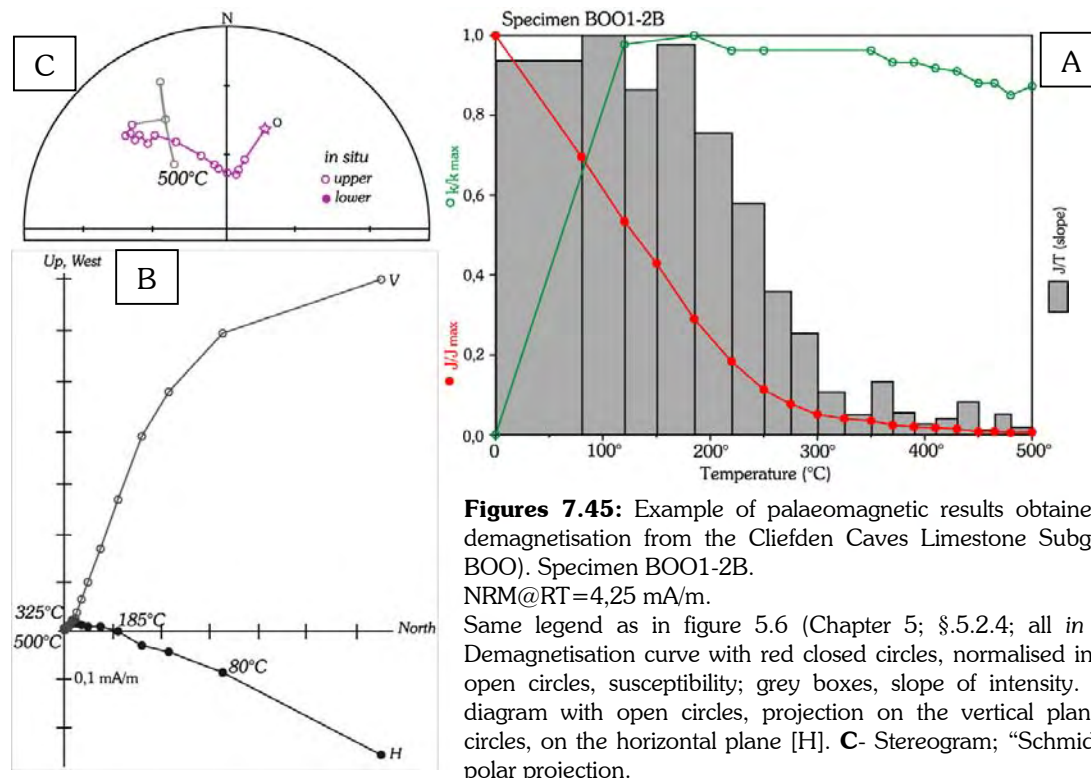 Specimen BOO1-2B
C
N
O
500°C
in situ
upper
lower
A
1,0
0,8
0,6
0,4
0,2
0,0
k/k max
J/J max
J/T (slope)
100°
200°
300°
400°
500°
Temperature (°C)
B
Up, West
V
325°C
500°C
185°C
North
80°C
0,1 mA/m
H
Figures 7.45: Example of palaeomagnetic results obtaine
demagnetisation from the Cliefden Caves Limestone Subg
BOO). Specimen BOO1-2B.
NRM@RT=4,25 mA/m.
Same legend as in figure 5.6 (Chapter 5; §.5.2.4; all in
Demagnetisation curve with red closed circles, normalised in
open circles, susceptibility; grey boxes, slope of intensity.
diagram with open circles, projection on the vertical plan
circles, on the horizontal plane [H]. C- Stereogram; “Schmid
polar projection.